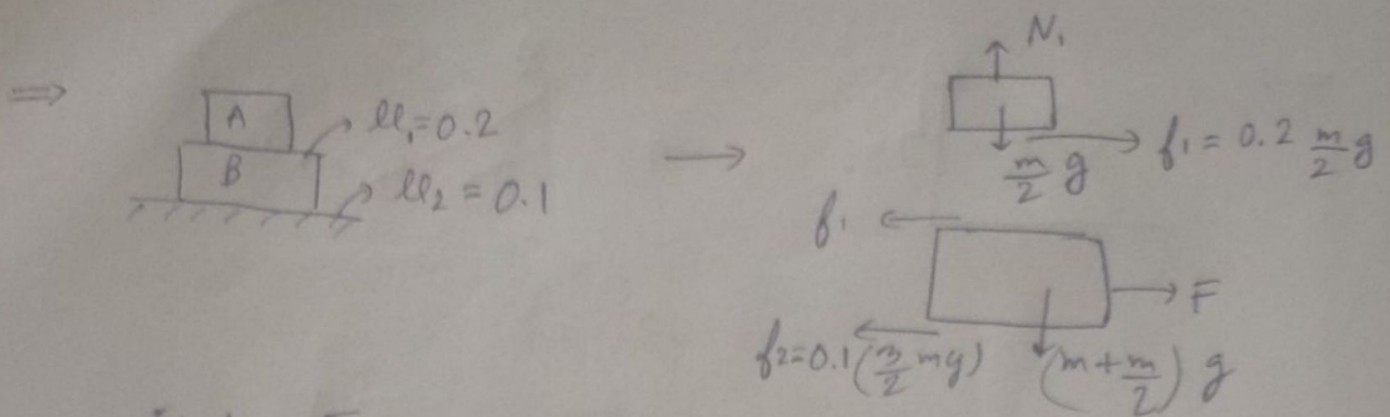 ⇒
A
μ₁ = 0.2
B
μ₂ = 0.1
→
N₁
m/2 g
f₁ = 0.2 m/2 g
f₁
F
f₂ = 0.1 (3/2 mg)
(m + m/2) g